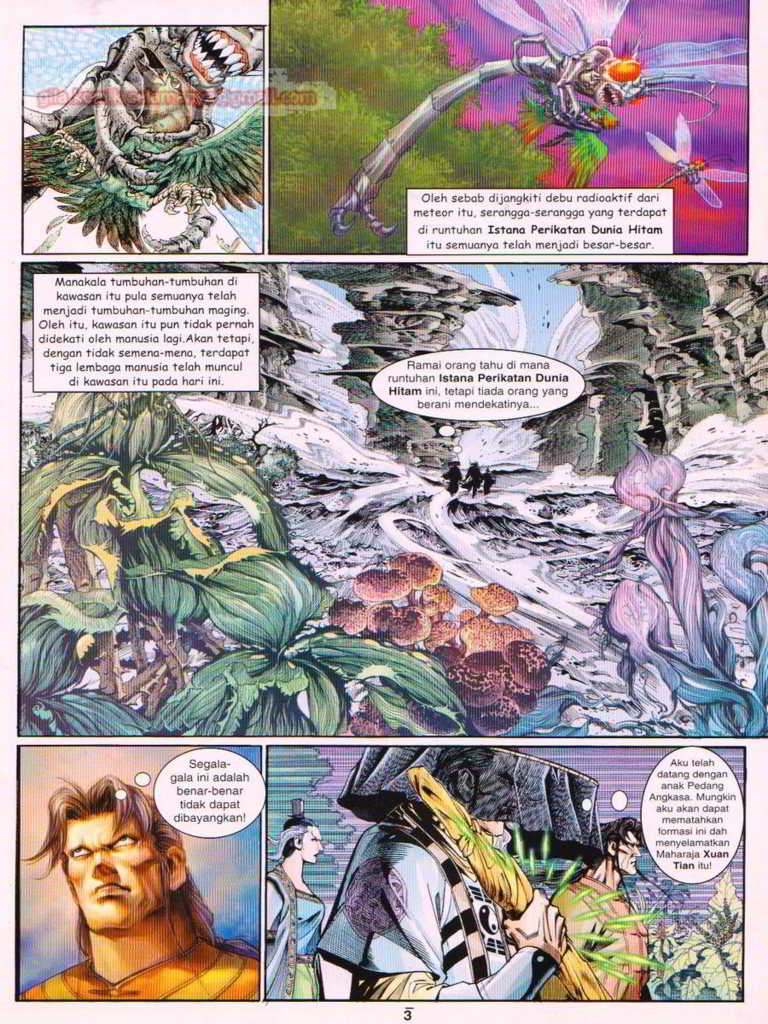 Oleh sebab dijangkiti debu radioaktif dari
meteor itu, serangga-serangga yang terdapat
di runtuhan Istana Perikatan Dunia Hitam
itu semuanya telah menjadi besar-besar.
Manakala tumbuhan-tumbuhan di
kawasan itu pula semuanya telah
menjadi tumbuhan-tumbuhan maging.
Oleh itu, kawasan itu pun tidak pernah
didekati oleh manusia lagi.Akan tetapi,
dengan tidak semena-mena, terdapat
tiga lembaga manusia telah muncul
di kawasan itu pada hari ini.
Ramai orang tahu di mana
runtuhan Istana Perikatan Dunia
Hitam ini, tetapi tiada orang yang
berani mendekatinya...
Segala-
gala ini adalah
benar-benar
tidak dapat
dibayangkan!
Aku telah
datang dengan
anak Pedang
Angkasa. Mungkin
aku akan dapat
mematahkan
formasi ini dah
menyelamatkan
Maharaja Xuan
Tian itu!
3